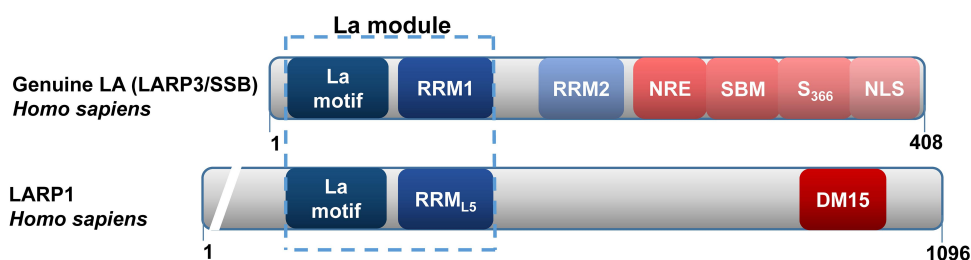 La module
Genuine LA (LARP3/SSB)
Homo sapiens
La
motif
RRM1
RRM2
NRE
SBM
S366
NLS
1
408
LARP1
Homo sapiens
La
motif
RRML5
DM15
1
1096